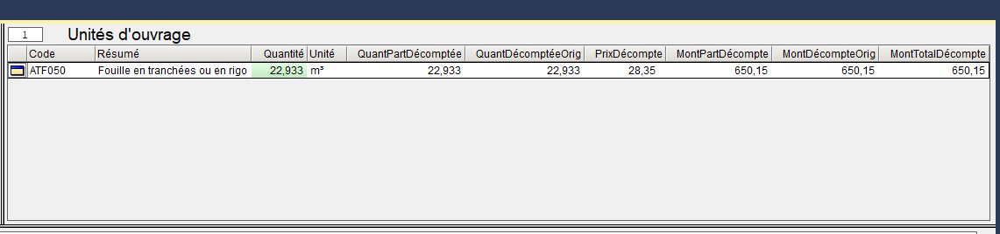 1 Unités d'ouvrage
Code Résumé Quantité Unité QuantPartDécomptée QuantDécomptéeOrig PrixDécompte MontPartDécompte MontDécompteOrig MontTotalDécompte
ATF050 Fouille en tranchées ou en rigo 22,933 m³ 22,933 22,933 28,35 650,15 650,15 650,15